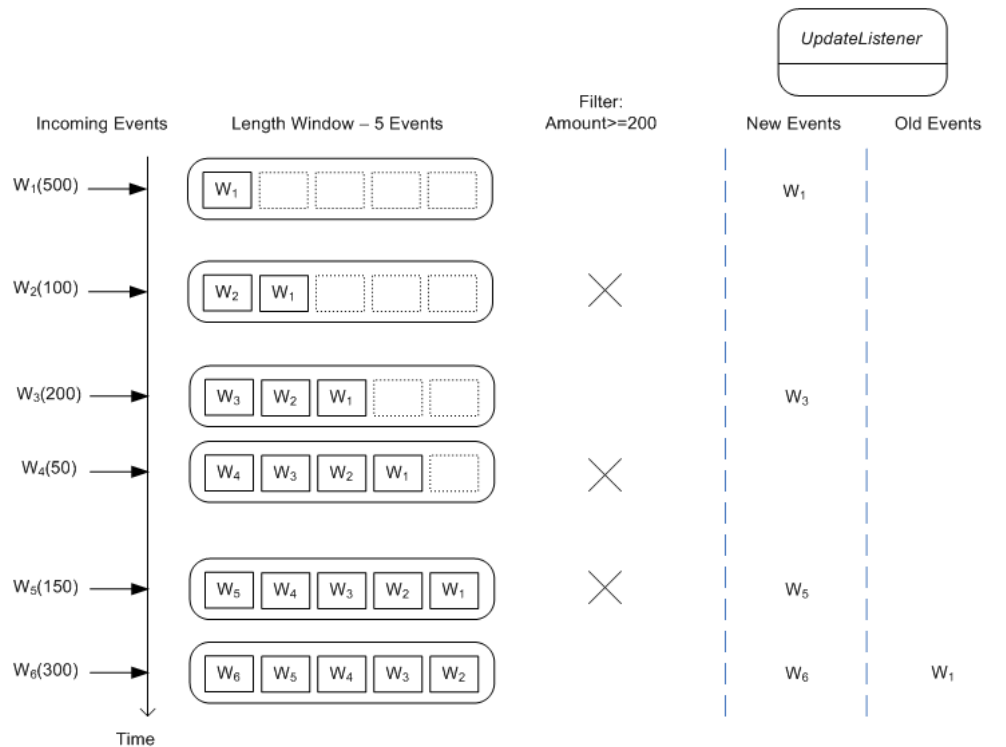 UpdateListener
Filter:
Incoming Events Length Window – 5 Events Amount>=200 New Events Old Events
W₁(500) W₁ W₁
W₂(100) W₂ W₁
W₃(200) W₃ W₂ W₁ W₃
W₄(50) W₄ W₃ W₂ W₁
W₅(150) W₅ W₄ W₃ W₂ W₁ W₅
W₆(300) W₆ W₅ W₄ W₃ W₂ W₆ W₁
Time